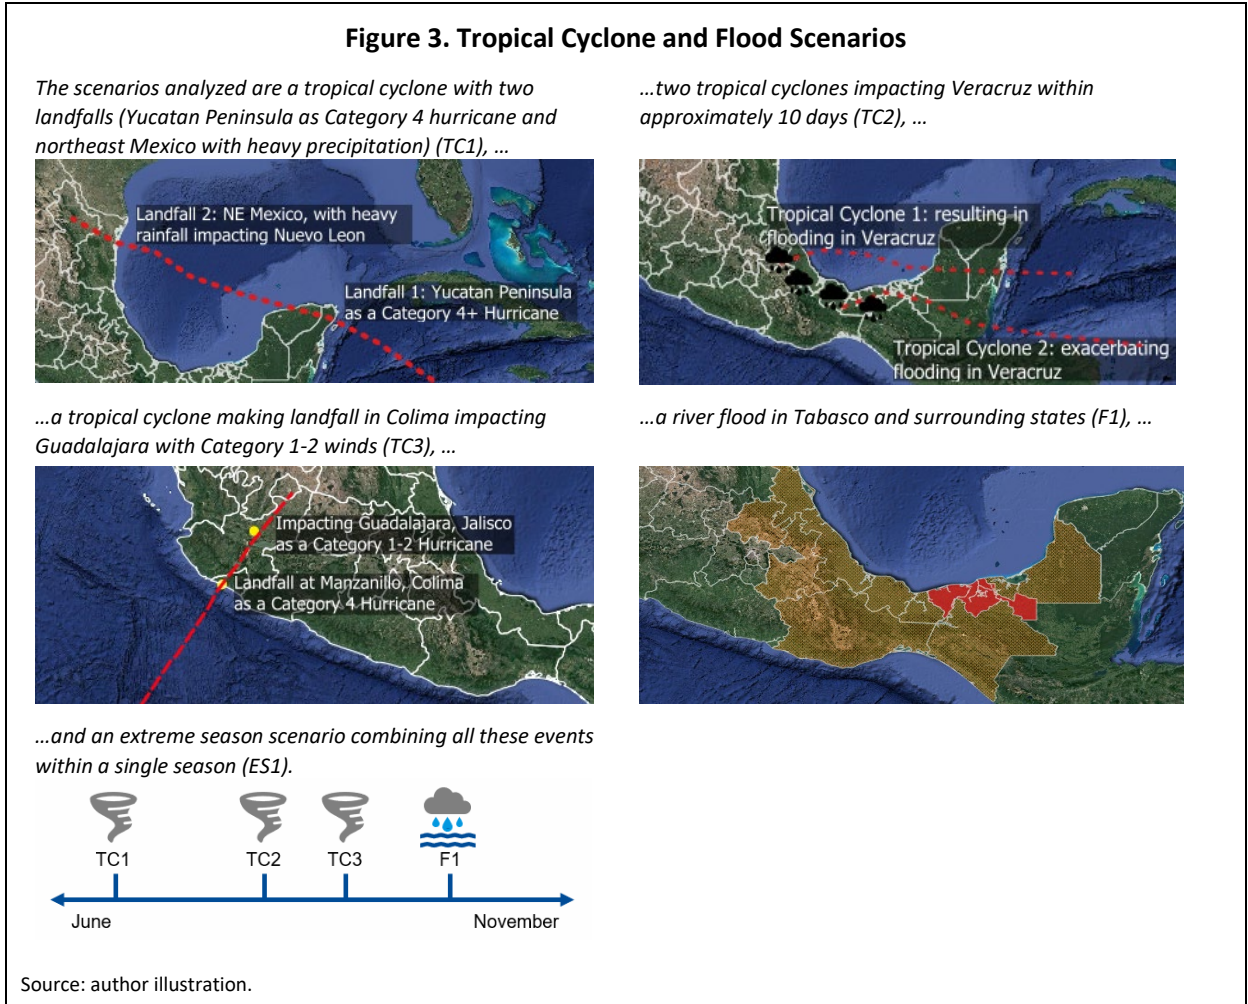 Figure 3. Tropical Cyclone and Flood Scenarios
The scenarios analyzed are a tropical cyclone with two
landfalls (Yucatan Peninsula as Category 4 hurricane and
northeast Mexico with heavy precipitation) (TC1), ...
Landfall 2: NE Mexico, with heavy
rainfall impacting Nuevo Leon
Landfall 1: Yucatan Peninsula
as a Category 4+ Hurricane
...two tropical cyclones impacting Veracruz within
approximately 10 days (TC2), ...
Tropical Cyclone 1: resulting in
flooding in Veracruz
Tropical Cyclone 2: exacerbating
flooding in Veracruz
...a tropical cyclone making landfall in Colima impacting
Guadalajara with Category 1-2 winds (TC3), ...
Impacting Guadalajara, Jalisco
as a Category 1-2 Hurricane
Landfall at Manzanillo, Colima
as a Category 4 Hurricane
...a river flood in Tabasco and surrounding states (F1), ...
...and an extreme season scenario combining all these events
within a single season (ES1).
TC1 TC2 TC3 F1
June November
Source: author illustration.